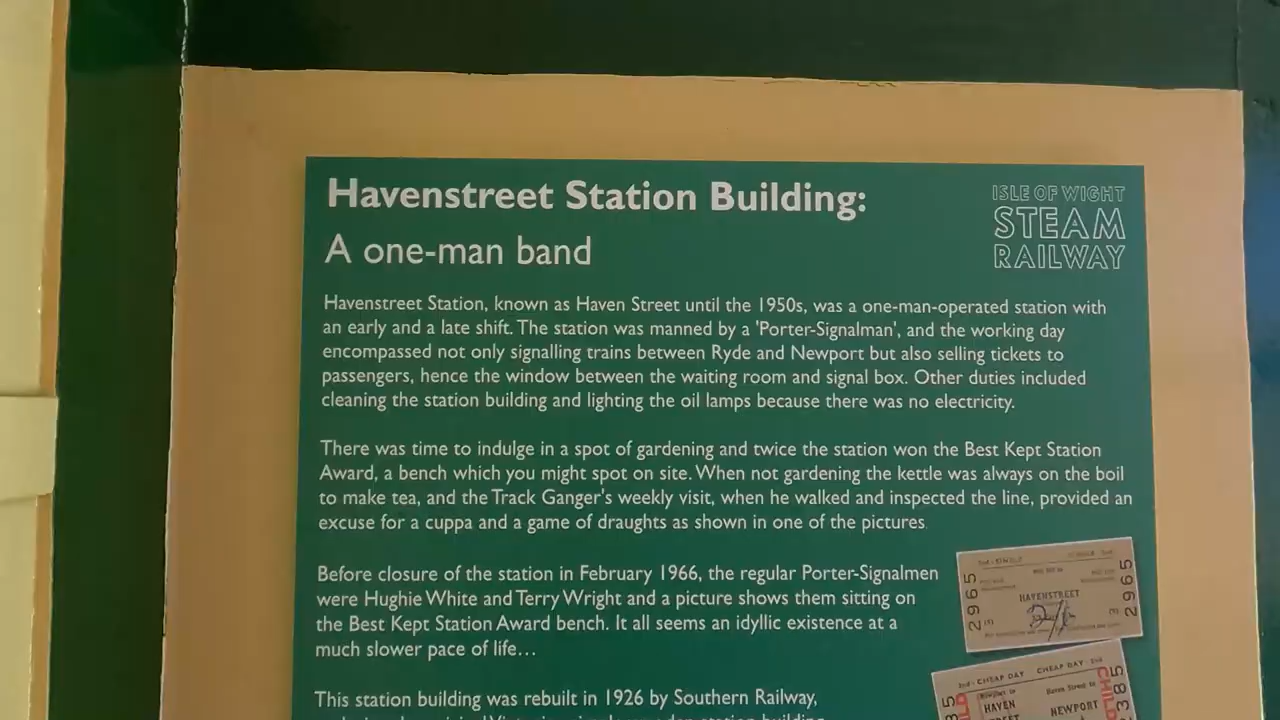 Havenstreet Station Building:
A one-man band
ISLE OF WIGHT
STEAM
RAILWAY
Havenstreet Station, known as Haven Street until the 1950s, was a one-man-operated station with
an early and a late shift. The station was manned by a 'Porter-Signalman', and the working day
encompassed not only signalling trains between Ryde and Newport but also selling tickets to
passengers, hence the window between the waiting room and signal box. Other duties included
cleaning the station building and lighting the oil lamps because there was no electricity.
There was time to indulge in a spot of gardening and twice the station won the Best Kept Station
Award, a bench which you might spot on site. When not gardening the kettle was always on the boil
to make tea, and the Track Ganger's weekly visit, when he walked and inspected the line, provided an
excuse for a cuppa and a game of draughts as shown in one of the pictures.
Before closure of the station in February 1966, the regular Porter-Signalmen
were Hughie White and Terry Wright and a picture shows them sitting on
the Best Kept Station Award bench. It all seems an idyllic existence at a
much slower pace of life…
This station building was rebuilt in 1926 by Southern Railway,
2965
HAVENSTREET
2965
2nd - CHEAP DAY CHEAP DAY - 2nd
Haven Street to
HAVEN
NEWPORT
385